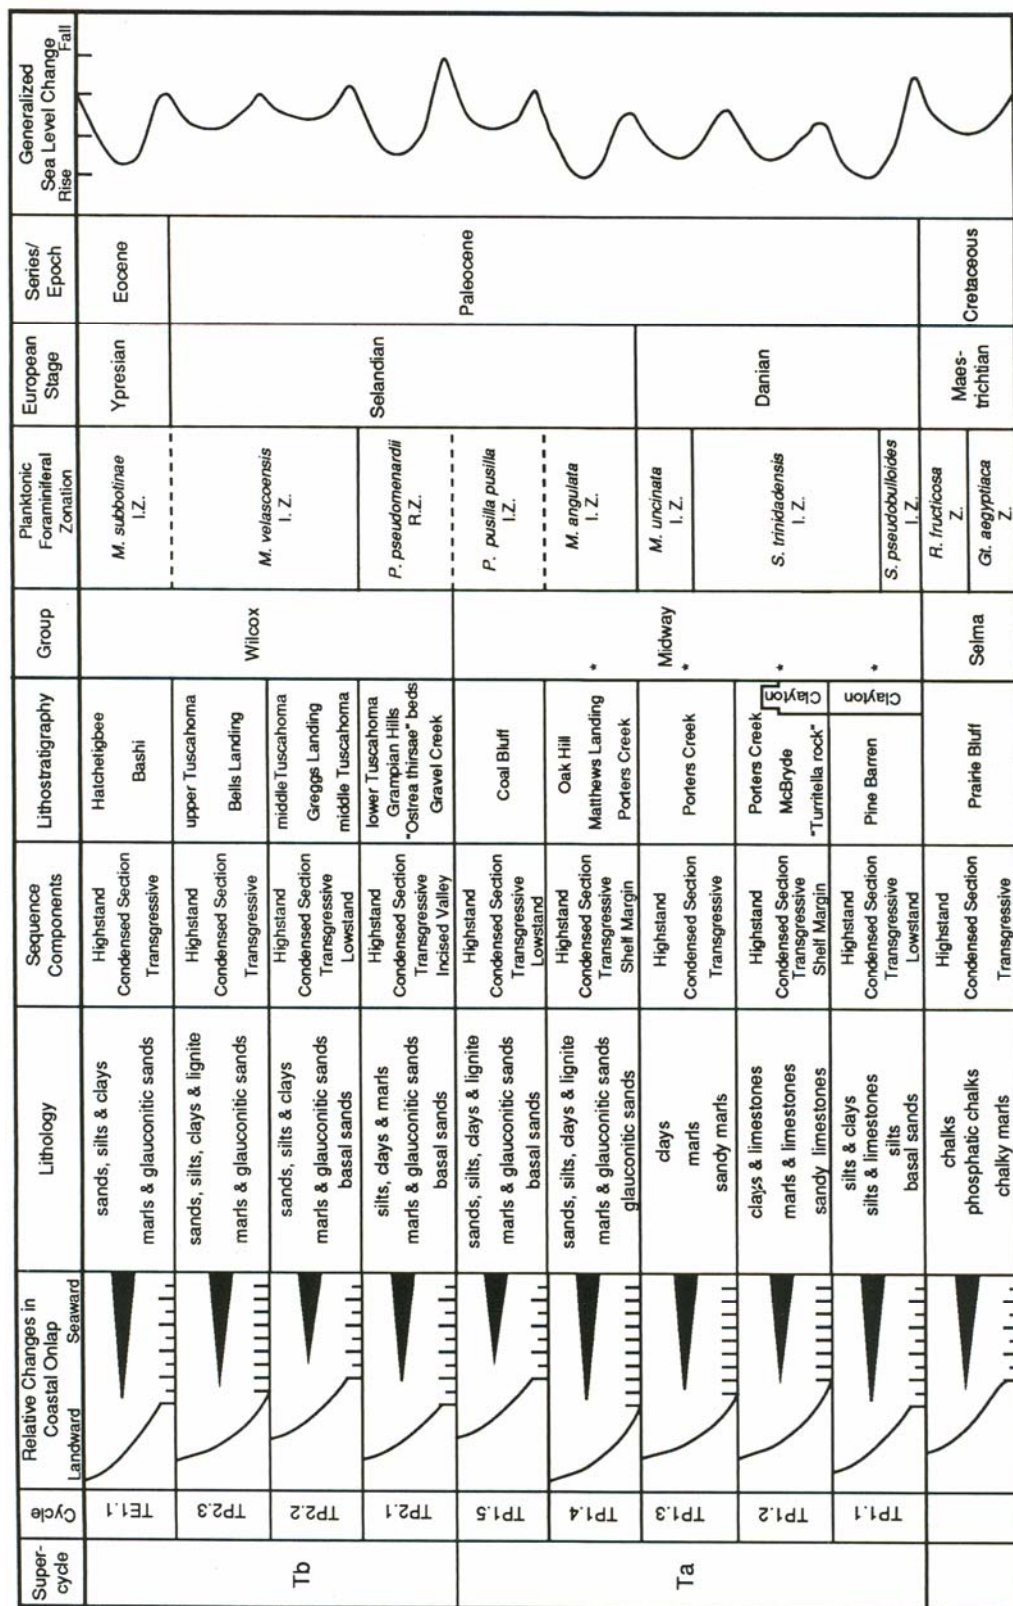 Super-
cycle
Cycle
Relative Changes in
Coastal Onlap
Landward
Seaward
Lithology
Sequence
Components
Lithostratigraphy
Group
Planktonic
Foraminiferal
Zonation
European
Stage
Series/
Epoch
Generalized
Sea Level Change
Rise
Fall
Tb
Ta
TE1.1
sands, silts & clays
marls & glauconitic sands
Highstand
Condensed Section
Transgressive
Hatchetigbee
Bashi
TP2.3
sands, silts, clays & lignite
marls & glauconitic sands
Highstand
Condensed Section
Transgressive
upper Tuscahoma
Bells Landing
TP2.2
sands, silts & clays
marls & glauconitic sands
basal sands
Highstand
Condensed Section
Transgressive
Lowstand
middle Tuscahoma
Greggs Landing
middle Tuscahoma
TP2.1
silts, clays & marls
marls & glauconitic sands
basal sands
Highstand
Condensed Section
Transgressive
Incised Valley
lower Tuscahoma
Grampian Hills
"Ostrea thirsae" beds
Gravel Creek
TP1.5
sands, silts, clay & lignite
marls & glauconitic sands
basal sands
Highstand
Condensed Section
Transgressive
Lowstand
Coal Bluff
TP1.4
sands, silts, clays & lignite
marls & glauconitic sands
glauconitic sands
Highstand
Condensed Section
Transgressive
Shelf Margin
Oak Hill
Matthews Landing
Porters Creek
*
TP1.3
clays
marls
sandy marls
Highstand
Condensed Section
Transgressive
Porters Creek
*
TP1.2
clays & limestones
marls & limestones
sandy limestones
Highstand
Condensed Section
Transgressive
Shelf Margin
Porters Creek
McBryde
"Turritella rock"
Clayton
*
TP1.1
silts & clays
silts & limestones
silts
basal sands
Highstand
Condensed Section
Transgressive
Lowstand
Pine Barren
Clayton
*
chalks
phosphatic chalks
chalky marls
Highstand
Condensed Section
Transgressive
Prairie Bluff
Wilcox
Midway
Selma
M. subbotinae
I.Z.
M. velascoensis
I. Z.
P. pseudomenardii
R.Z.
P. pusilla pusilla
I.Z.
M. angulata
I. Z.
M. uncinata
I. Z.
S. trinidadensis
I. Z.
S. pseudobulloides
I. Z.
R. fructicosa
Z.
Gt. aegyptiaca
Z.
Ypresian
Selandian
Danian
Maes-
trichtian
Eocene
Paleocene
Cretaceous